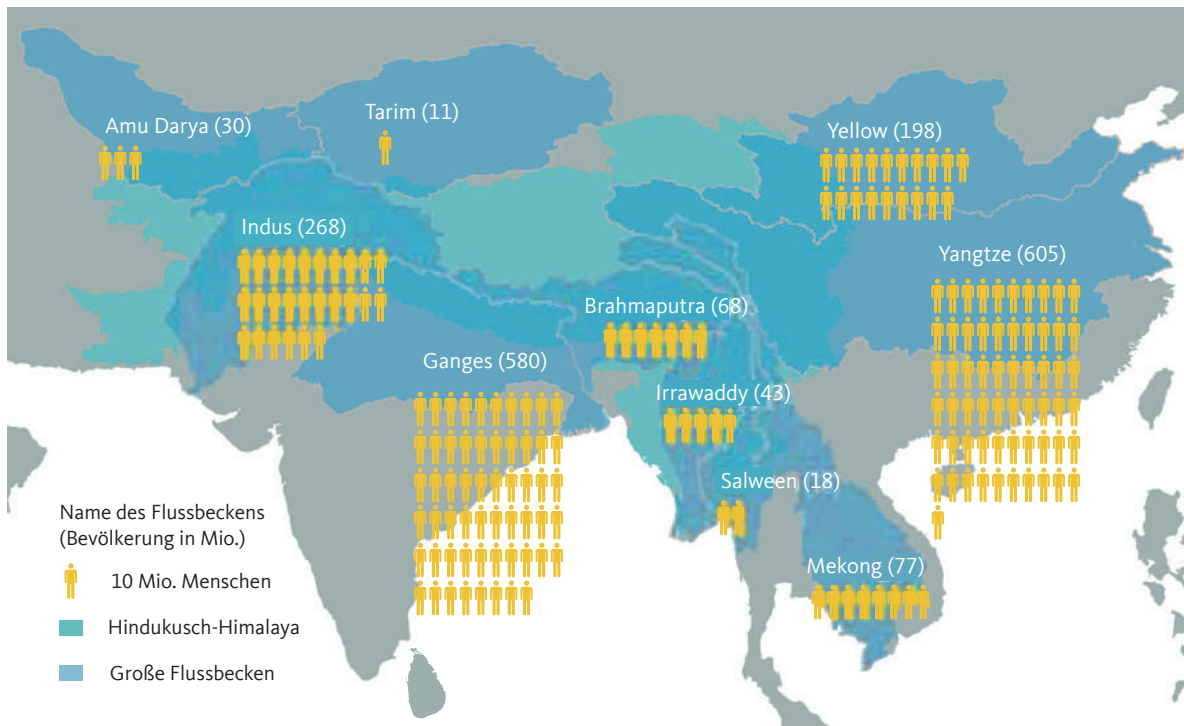 Tarim (11)
Amu Darya (30)
Yellow (198)
Indus (268)
Yangtze (605)
Brahmaputra (68)
Ganges (580)
Irrawaddy (43)
Salween (18)
Mekong (77)
Name des Flussbeckens
(Bevölkerung in Mio.)
10 Mio. Menschen
Hindukusch-Himalaya
Große Flussbecken